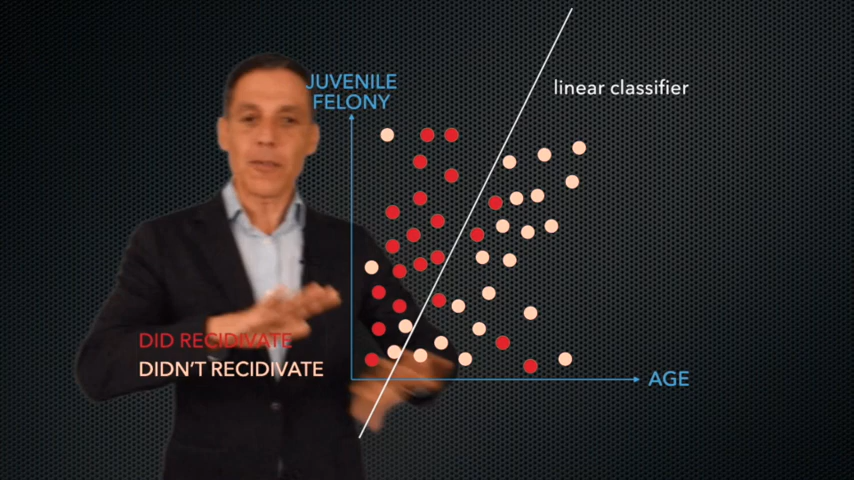 JUVENILE
FELONY
linear classifier
DID RECIDIVATE
DIDN'T RECIDIVATE
AGE